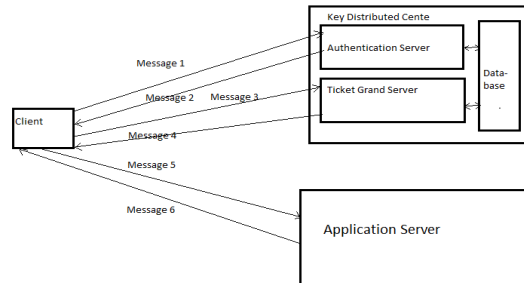 Key Distributed Cente
Message 1
Authentication Server
Message 2
Message 3
Ticket Grand Server
Data-
base
.
Client
Message 4
Message 5
Message 6
Application Server